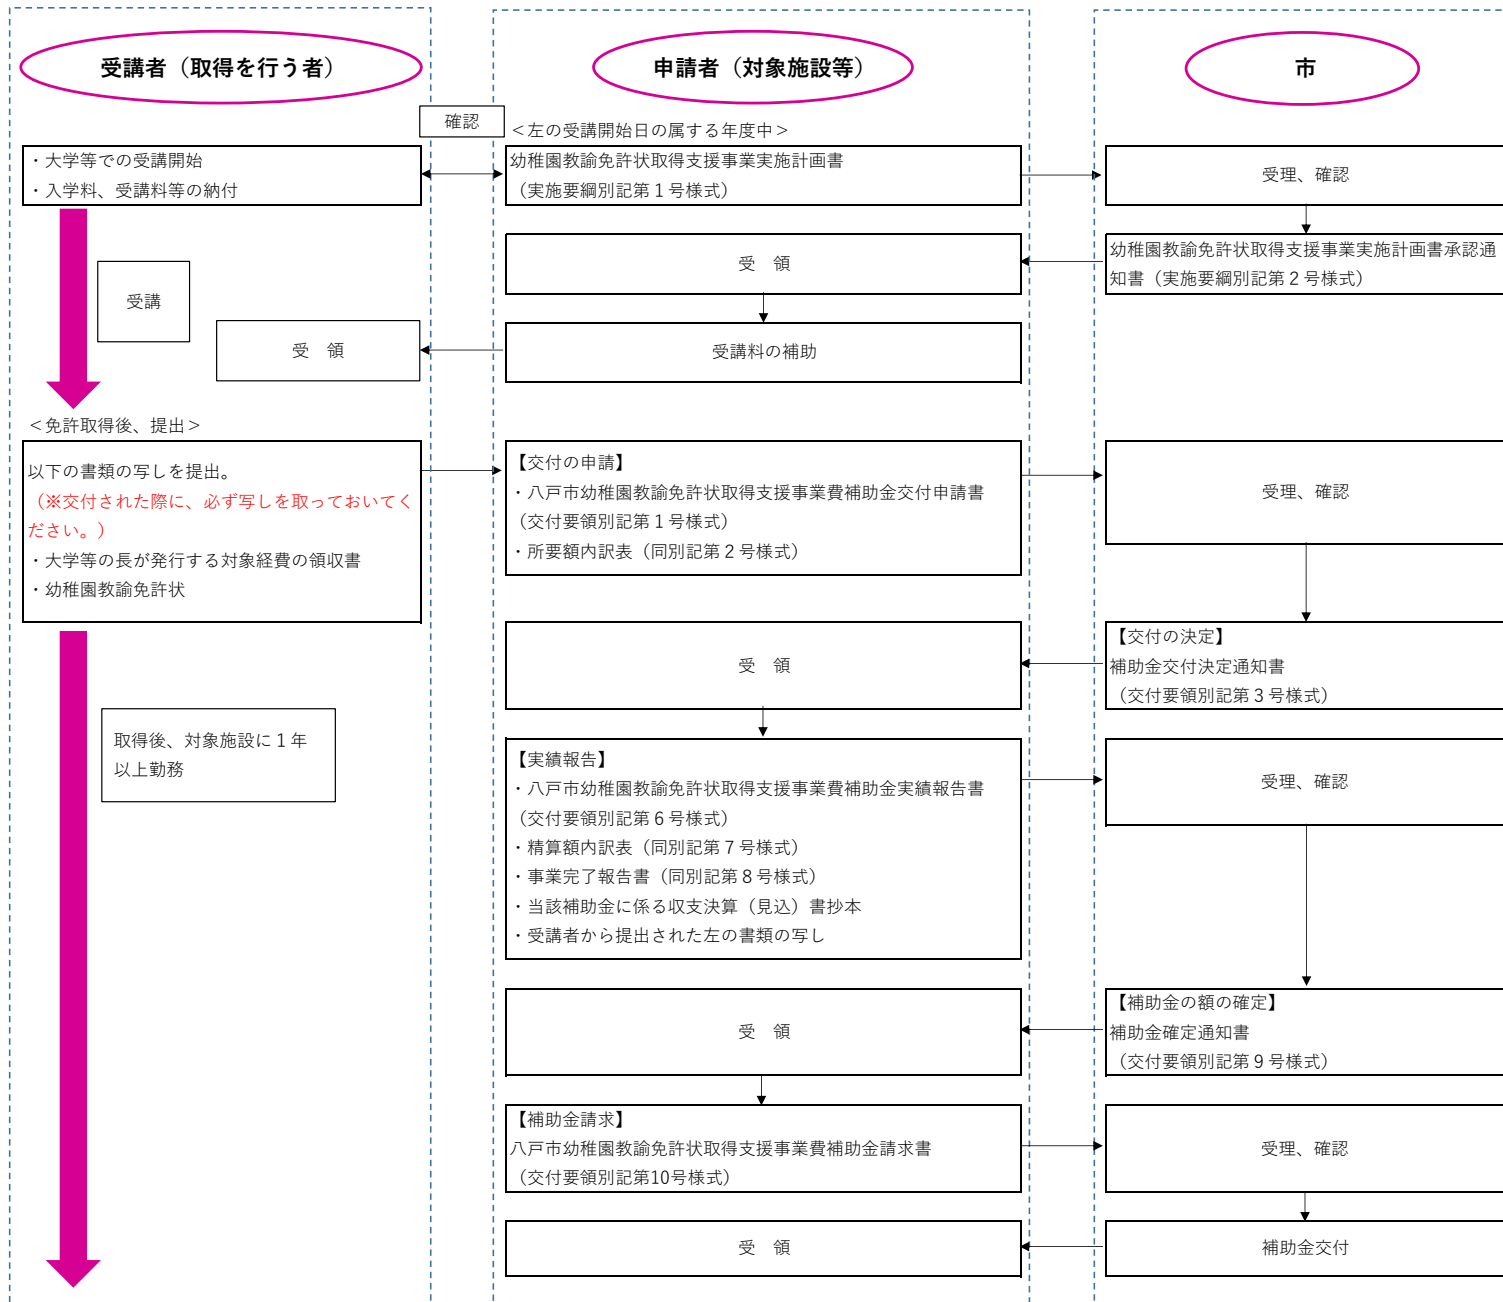 受講者（取得を行う者）
申請者（対象施設等）
市
確認
＜左の受講開始日の属する年度中＞
・大学等での受講開始
・入学料、受講料等の納付
幼稚園教諭免許状取得支援事業実施計画書
（実施要綱別記第１号様式）
受理、確認
受　領
幼稚園教諭免許状取得支援事業実施計画書承認通
知書（実施要綱別記第２号様式）
受講
受　領
受講料の補助
＜免許取得後、提出＞
以下の書類の写しを提出。
（※交付された際に、必ず写しを取っておいてく
ださい。）
・大学等の長が発行する対象経費の領収書
・幼稚園教諭免許状
【交付の申請】
・八戸市幼稚園教諭免許状取得支援事業費補助金交付申請書
（交付要領別記第１号様式）
・所要額内訳表（同別記第２号様式）
受理、確認
受　領
【交付の決定】
補助金交付決定通知書
（交付要領別記第３号様式）
取得後、対象施設に１年
以上勤務
【実績報告】
・八戸市幼稚園教諭免許状取得支援事業費補助金実績報告書
（交付要領別記第６号様式）
・精算額内訳表（同別記第７号様式）
・事業完了報告書（同別記第８号様式）
・当該補助金に係る収支決算（見込）書抄本
・受講者から提出された左の書類の写し
受理、確認
受　領
【補助金の額の確定】
補助金確定通知書
（交付要領別記第９号様式）
【補助金請求】
八戸市幼稚園教諭免許状取得支援事業費補助金請求書
（交付要領別記第10号様式）
受理、確認
受　領
補助金交付